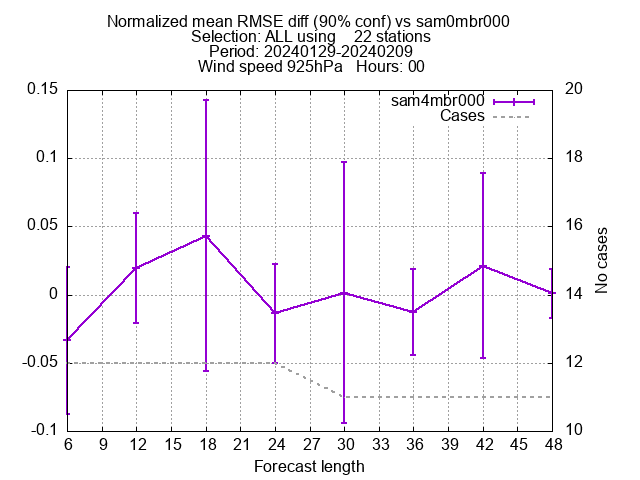 Normalized mean RMSE diff (90% conf) vs sam0mbr000
Selection: ALL using    22 stations
Period: 20240129-20240209
Wind speed 925hPa   Hours: 00
0.15
0.1
0.05
0
-0.05
-0.1
20
18
16
14
12
10
No cases
sam4mbr000
Cases
6 9 12 15 18 21 24 27 30 33 36 39 42 45 48
Forecast length